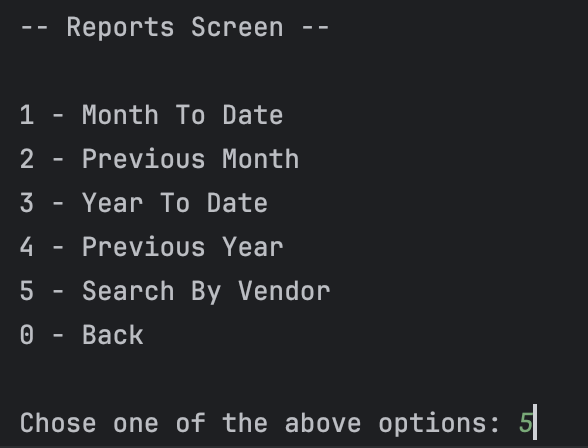 -- Reports Screen --
1 - Month To Date
2 - Previous Month
3 - Year To Date
4 - Previous Year
5 - Search By Vendor
0 - Back
Chose one of the above options: 5